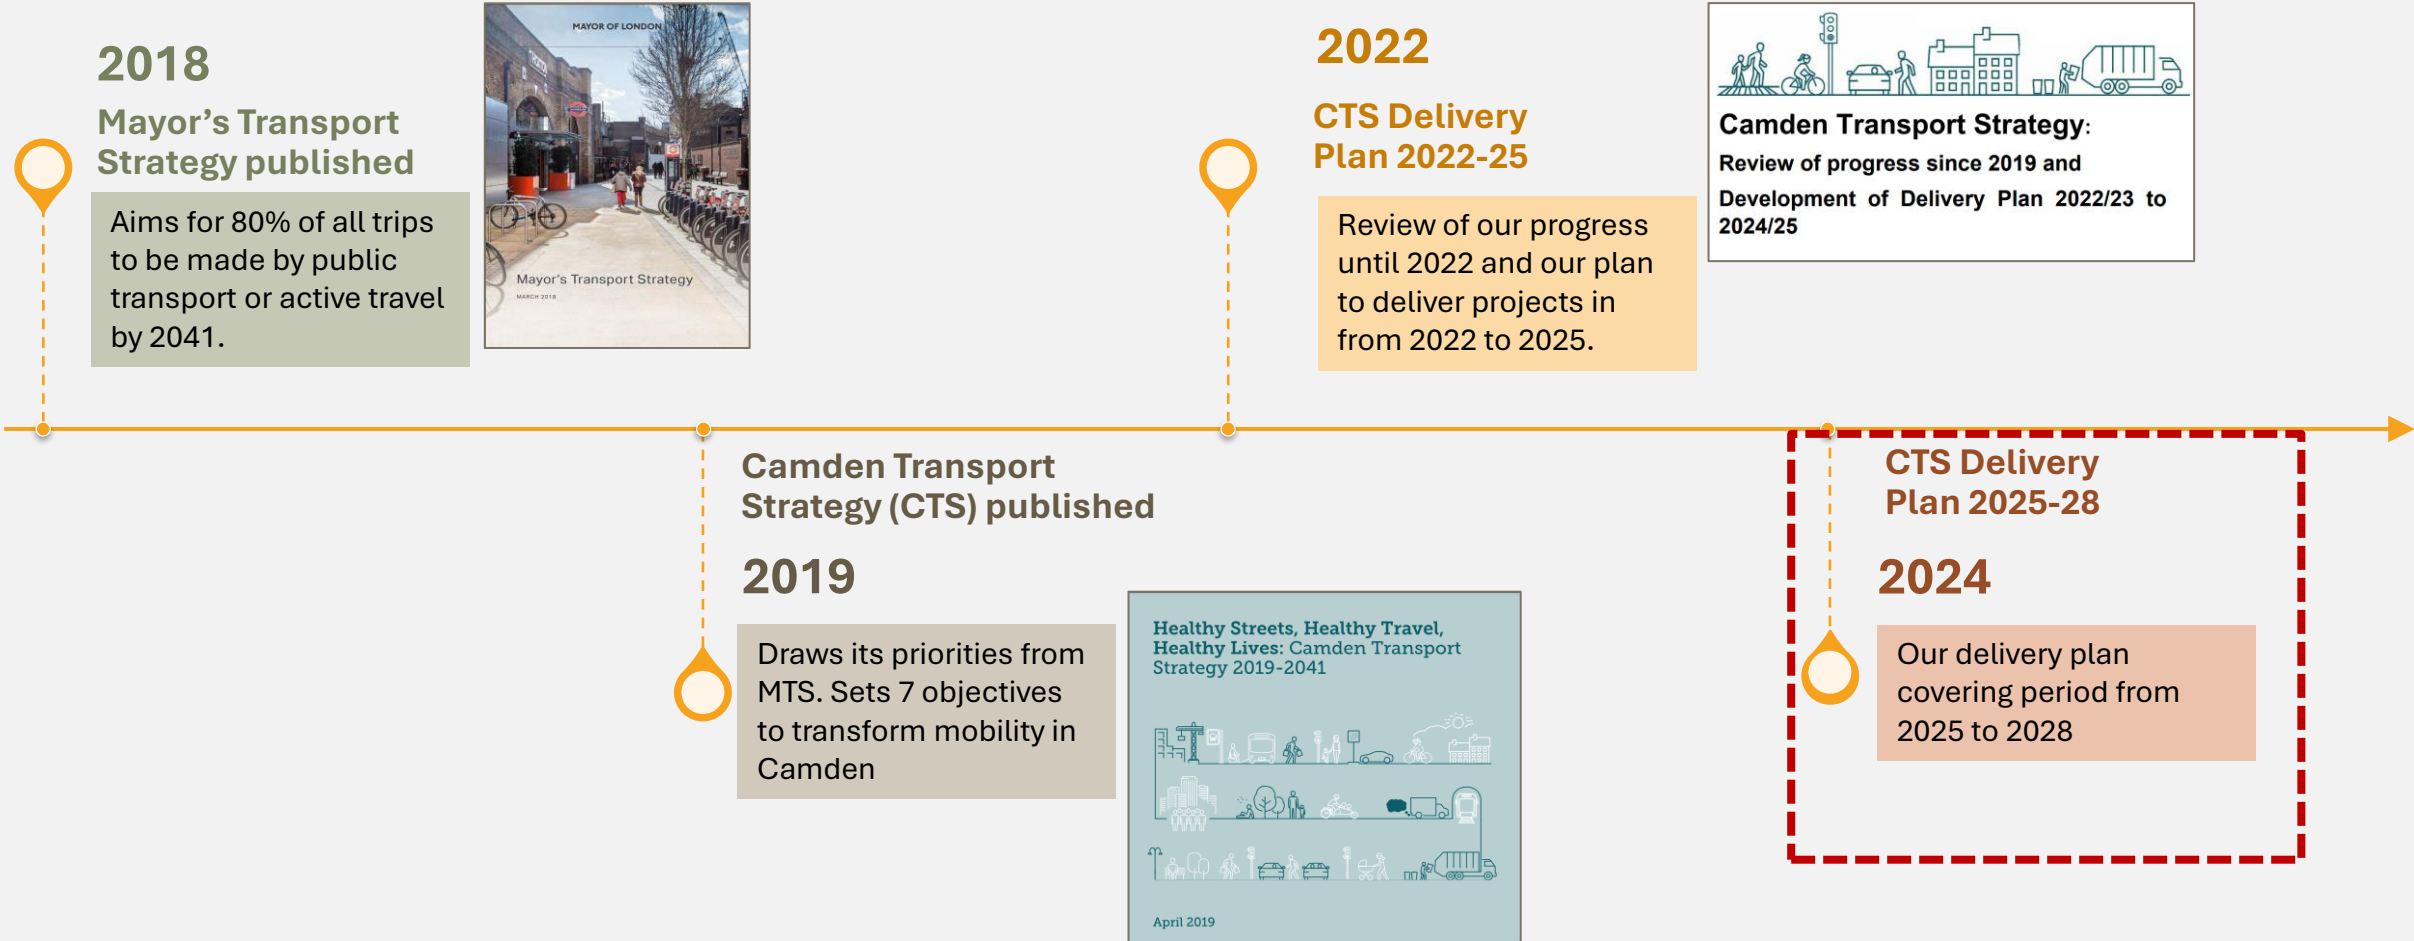 2018
Mayor's Transport
Strategy published
Aims for 80% of all trips
to be made by public
transport or active travel
by 2041.
MAYOR OF LONDON
Mayor's Transport Strategy
MARCH 2018
Camden Transport
Strategy (CTS) published
2019
Draws its priorities from
MTS. Sets 7 objectives
to transform mobility in
Camden
Healthy Streets, Healthy Travel,
Healthy Lives: Camden Transport
Strategy 2019-2041
April 2019
2022
CTS Delivery
Plan 2022-25
Review of our progress
until 2022 and our plan
to deliver projects in
from 2022 to 2025.
Camden Transport Strategy:
Review of progress since 2019 and
Development of Delivery Plan 2022/23 to
2024/25
CTS Delivery
Plan 2025-28
2024
Our delivery plan
covering period from
2025 to 2028